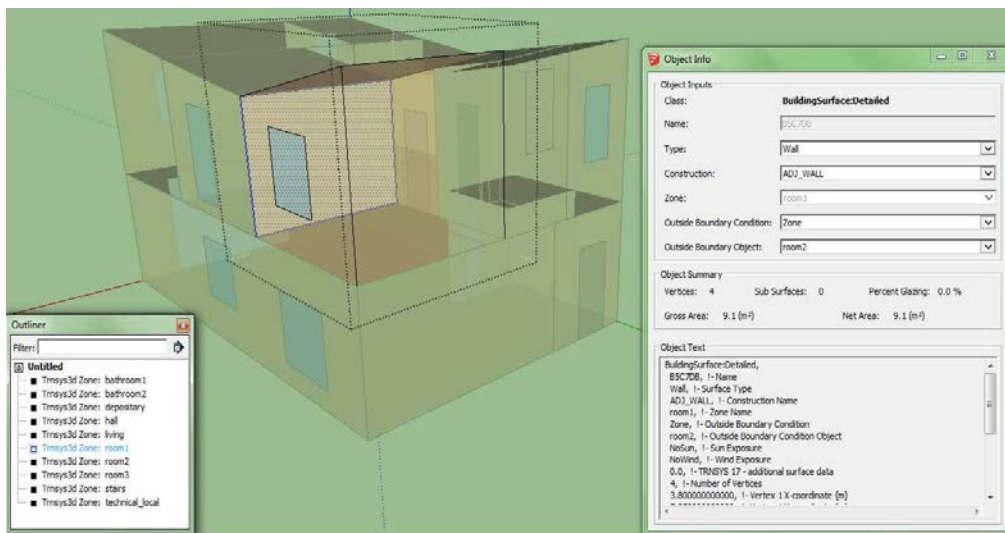 Object Info
Object Inputs
Class: BuildingSurface:Detailed
Name: B5C7DB
Type: Wall
Construction: ADJ_WALL
Zone: room1
Outside Boundary Condition: Zone
Outside Boundary Object: room2
Object Summary
Vertices: 4 Sub Surfaces: 0 Percent Glazing: 0.0 %
Gross Area: 9.1 (m²) Net Area: 9.1 (m²)
Object Text
BuildingSurface:Detailed,
B5C7DB, !- Name
Wall, !- Surface Type
ADJ_WALL, !- Construction Name
room1, !- Zone Name
Zone, !- Outside Boundary Condition
room2, !- Outside Boundary Condition Object
NoSun, !- Sun Exposure
NoWind, !- Wind Exposure
0.0, !- TRNSYS 17 - additional surface data
4, !- Number of Vertices
3.800000000000, !- Vertex 1 X-coordinate {m}
Outliner
Filter:
Untitled
Trnsys3d Zone: bathroom1
Trnsys3d Zone: bathroom2
Trnsys3d Zone: depositary
Trnsys3d Zone: hall
Trnsys3d Zone: living
Trnsys3d Zone: room1
Trnsys3d Zone: room2
Trnsys3d Zone: room3
Trnsys3d Zone: stairs
Trnsys3d Zone: technical_local